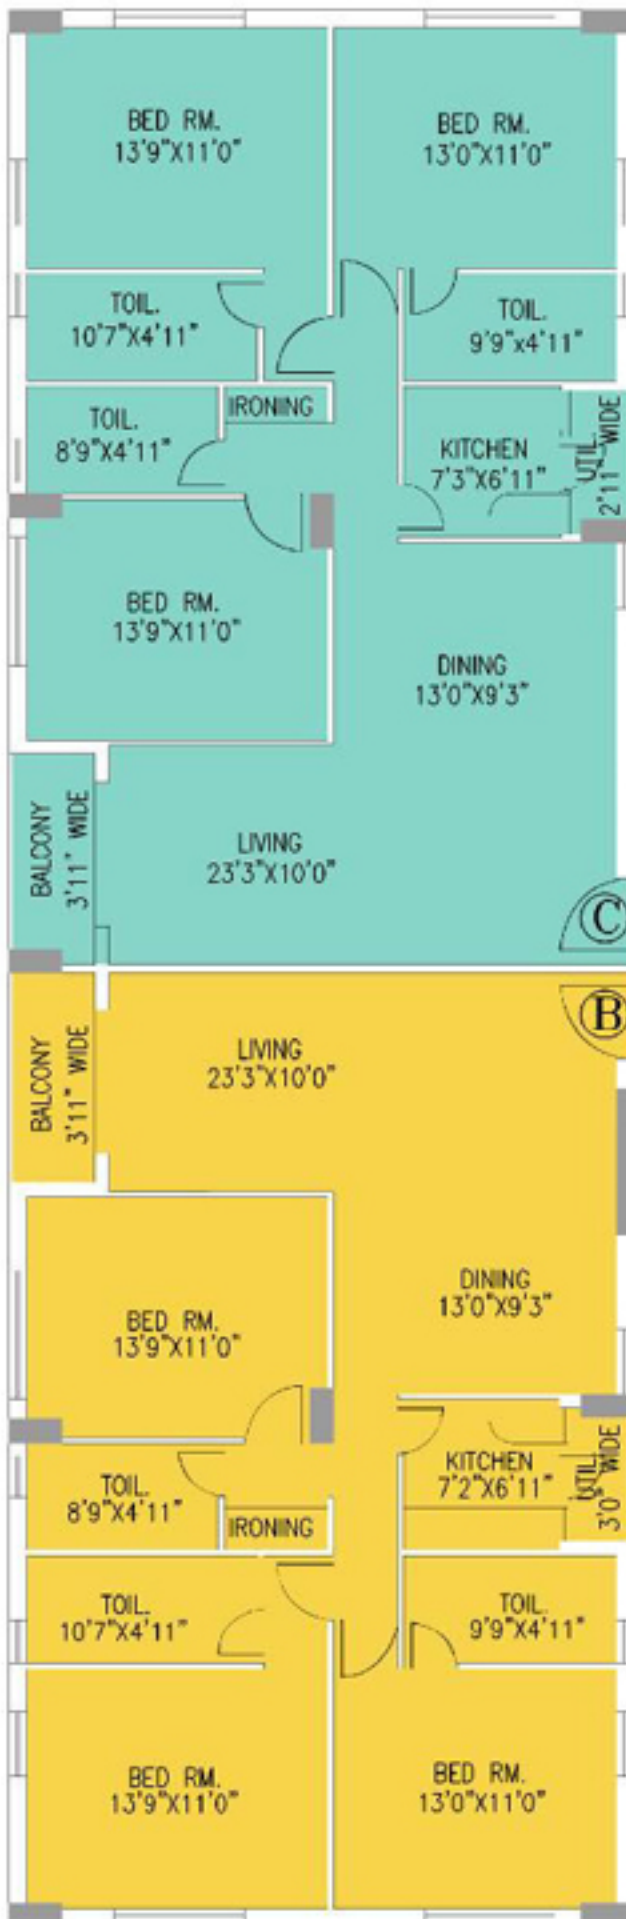 BED RM.
13'9"X11'0"
BED RM.
13'0"X11'0"
TOIL.
10'7"X4'11"
TOIL.
9'9"x4'11"
TOIL.
8'9"X4'11"
IRONING
KITCHEN
7'3"X6'11"
UTIL.
2'11" WIDE
BED RM.
13'9"X11'0"
DINING
13'0"X9'3"
BALCONY
3'11" WIDE
LIVING
23'3"X10'0"
C
B
BALCONY
3'11" WIDE
LIVING
23'3"X10'0"
DINING
13'0"X9'3"
BED RM.
13'9"X11'0"
KITCHEN
7'2"X6'11"
UTIL.
3'0" WIDE
TOIL.
8'9"X4'11"
IRONING
TOIL.
10'7"X4'11"
TOIL.
9'9"X4'11"
BED RM.
13'9"X11'0"
BED RM.
13'0"X11'0"